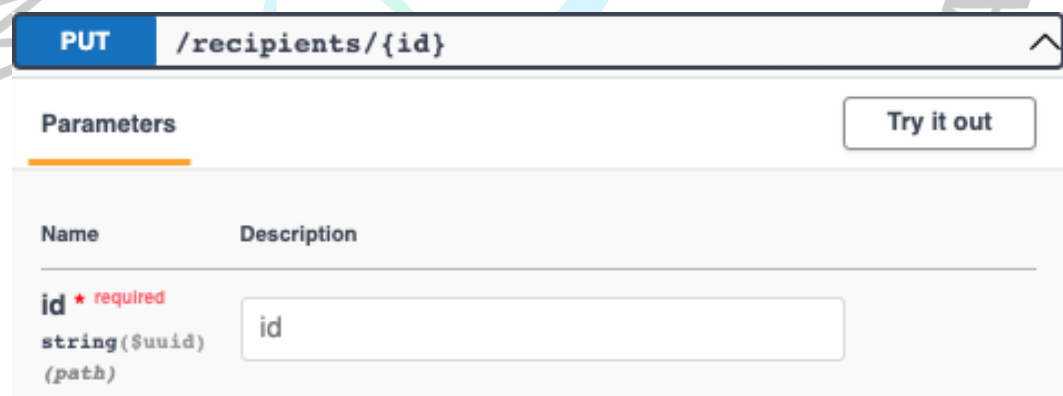 PUT /recipients/{id}
Parameters
Try it out
Name Description
id * required
id
string($uuid)
(path)